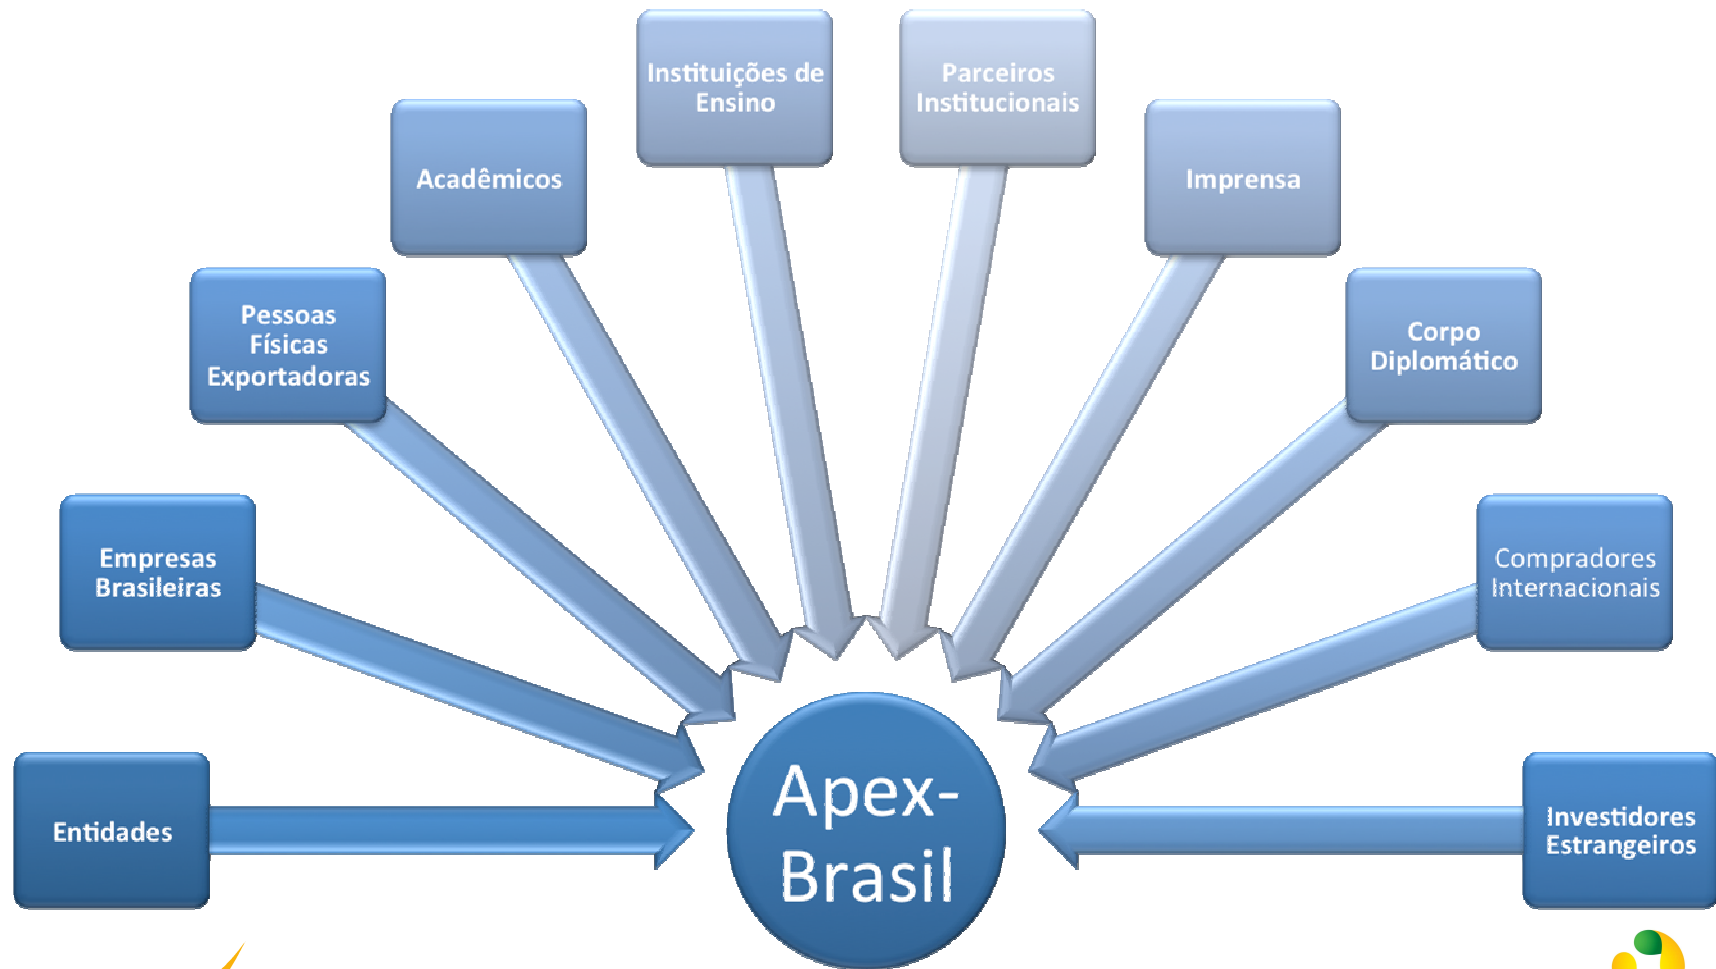 Instituições de
Ensino
Parceiros
Institucionais
Acadêmicos
Imprensa
Pessoas
Físicas
Exportadoras
Corpo
Diplomático
Empresas
Brasileiras
Compradores
Internacionais
Entidades
Apex-
Brasil
Investidores
Estrangeiros